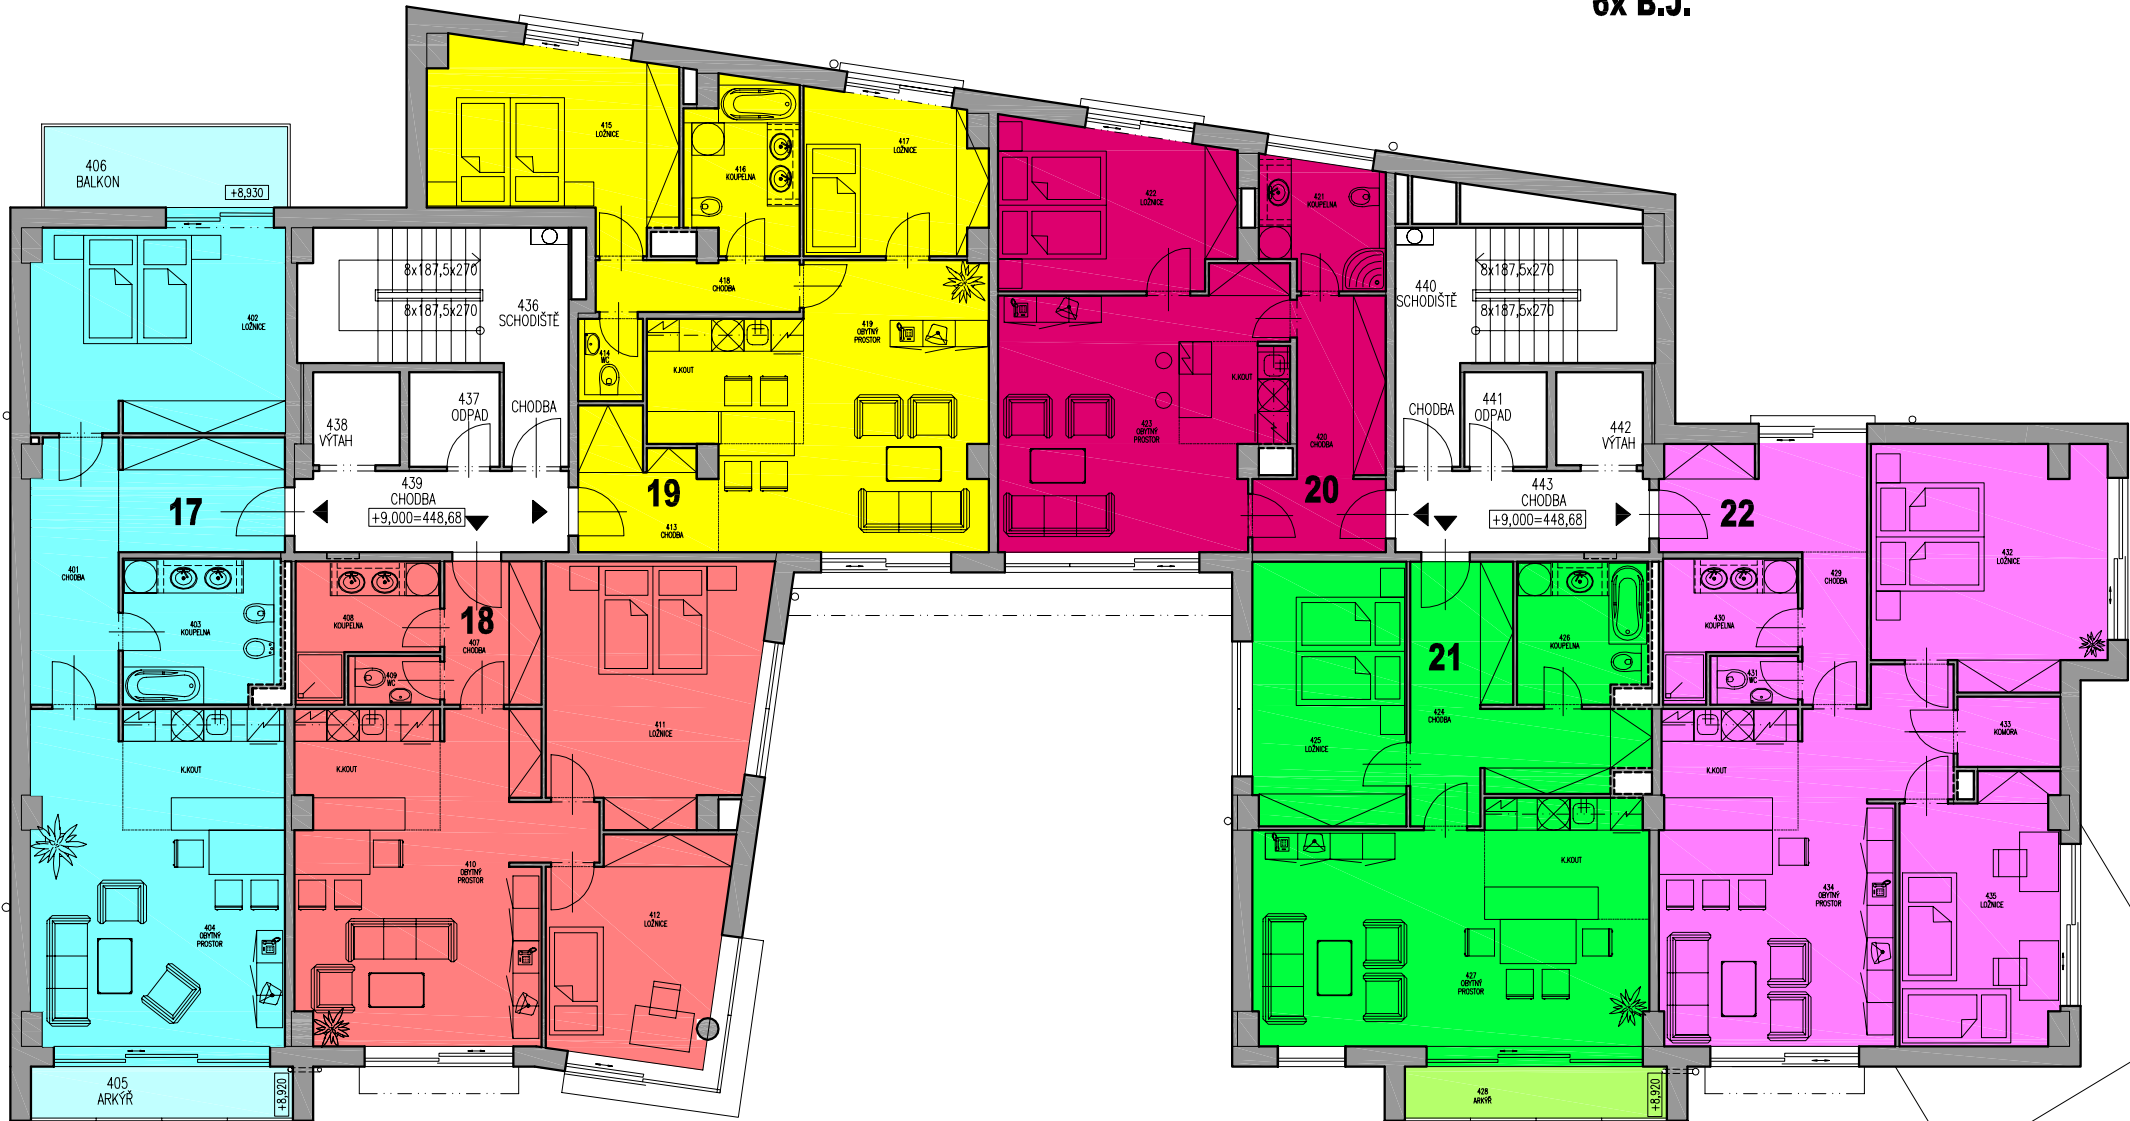 6x B.J.
406
BALKON
+8,930
415
LOŽNICE
416
KOUPELNA
417
LOŽNICE
422
LOŽNICE
421
KOUPELNA
402
LOŽNICE
8x187,5x270
8x187,5x270
436
SCHODIŠTĚ
418
CHODBA
419
OBYTNÝ
PROSTOR
414
WC
K.KOUT
440
SCHODIŠTĚ
8x187,5x270
8x187,5x270
438
VÝTAH
437
ODPAD
CHODBA
K.KOUT
423
OBYTNÝ
PROSTOR
420
CHODBA
CHODBA
441
ODPAD
442
VÝTAH
17
439
CHODBA
+9,000=448,68
19
413
CHODBA
20
443
CHODBA
+9,000=448,68
22
432
LOŽNICE
401
CHODBA
403
KOUPELNA
408
KOUPELNA
18
407
CHODBA
409
WC
411
LOŽNICE
21
426
KOUPELNA
424
CHODBA
425
LOŽNICE
430
KOUPELNA
429
CHODBA
431
WC
433
KOMORA
K.KOUT
K.KOUT
K.KOUT
K.KOUT
404
OBYTNÝ
PROSTOR
410
OBYTNÝ
PROSTOR
412
LOŽNICE
427
OBYTNÝ
PROSTOR
434
OBYTNÝ
PROSTOR
435
LOŽNICE
405
ARKÝŘ
+8,920
428
ARKÝŘ
+8,920